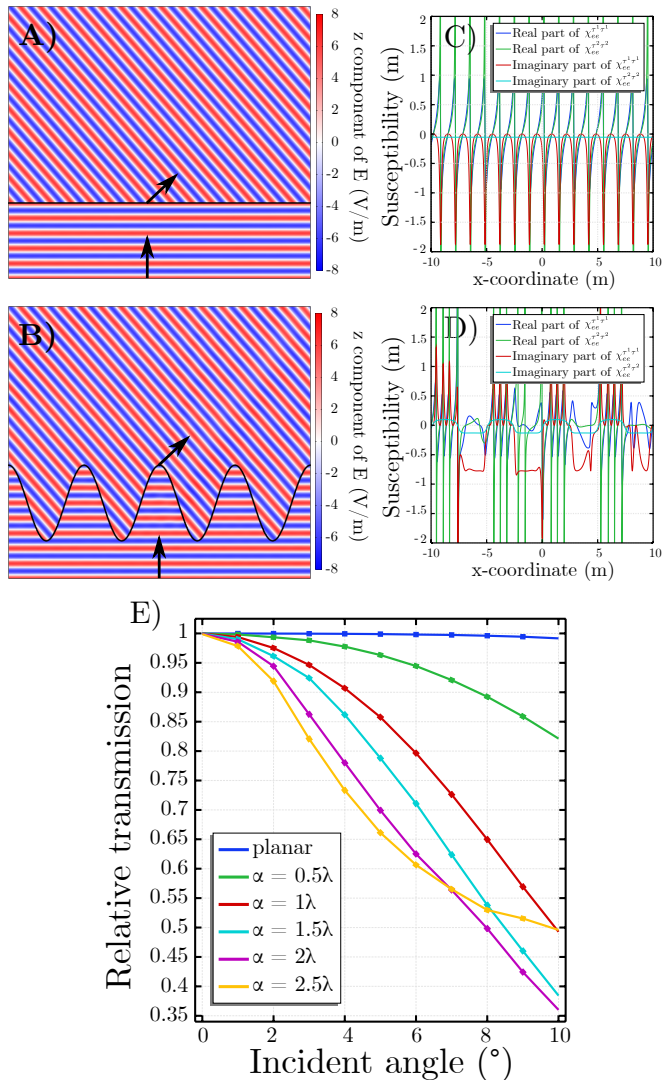 A)
8
6
4
2
0
-2
-4
-6
-8
z component of E (V/m)
C)
Real part of χ_ee^{τ¹τ¹}
Real part of χ_ee^{τ²τ²}
Imaginary part of χ_ee^{τ¹τ¹}
Imaginary part of χ_ee^{τ²τ²}
2
1.5
1
0.5
0
-0.5
-1
-1.5
-2
Susceptibility (m)
-10 -5 0 5 10
x-coordinate (m)
B)
8
6
4
2
0
-2
-4
-6
-8
z component of E (V/m)
D)
Real part of χ_ee^{τ¹τ¹}
Real part of χ_ee^{τ²τ²}
Imaginary part of χ_ee^{τ¹τ¹}
Imaginary part of χ_ee^{τ²τ²}
2
1.5
1
0.5
0
-0.5
-1
-1.5
-2
Susceptibility (m)
-10 -5 0 5 10
x-coordinate (m)
E)
1
0.95
0.9
0.85
0.8
0.75
0.7
0.65
0.6
0.55
0.5
0.45
0.4
0.35
Relative transmission
planar
α = 0.5λ
α = 1λ
α = 1.5λ
α = 2λ
α = 2.5λ
0 2 4 6 8 10
Incident angle (°)